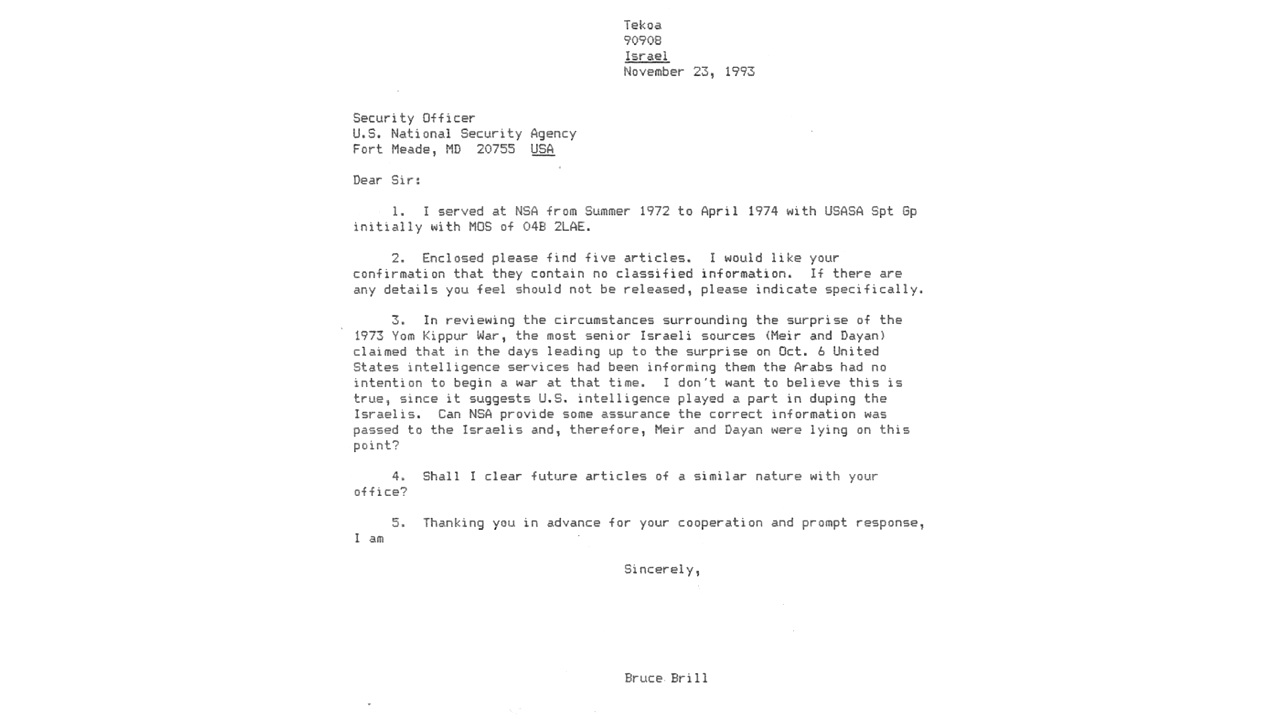 Tekoa
90908
Israel
November 23, 1993
Security Officer
U.S. National Security Agency
Fort Meade, MD  20755  USA
Dear Sir:
1.  I served at NSA from Summer 1972 to April 1974 with USASA Spt Gp
initially with MOS of 04B 2LAE.
2.  Enclosed please find five articles.  I would like your
confirmation that they contain no classified information.  If there are
any details you feel should not be released, please indicate specifically.
3.  In reviewing the circumstances surrounding the surprise of the
1973 Yom Kippur War, the most senior Israeli sources (Meir and Dayan)
claimed that in the days leading up to the surprise on Oct. 6 United
States intelligence services had been informing them the Arabs had no
intention to begin a war at that time.  I don't want to believe this is
true, since it suggests U.S. intelligence played a part in duping the
Israelis.  Can NSA provide some assurance the correct information was
passed to the Israelis and, therefore, Meir and Dayan were lying on this
point?
4.  Shall I clear future articles of a similar nature with your
office?
5.  Thanking you in advance for your cooperation and prompt response,
I am
Sincerely,
Bruce Brill